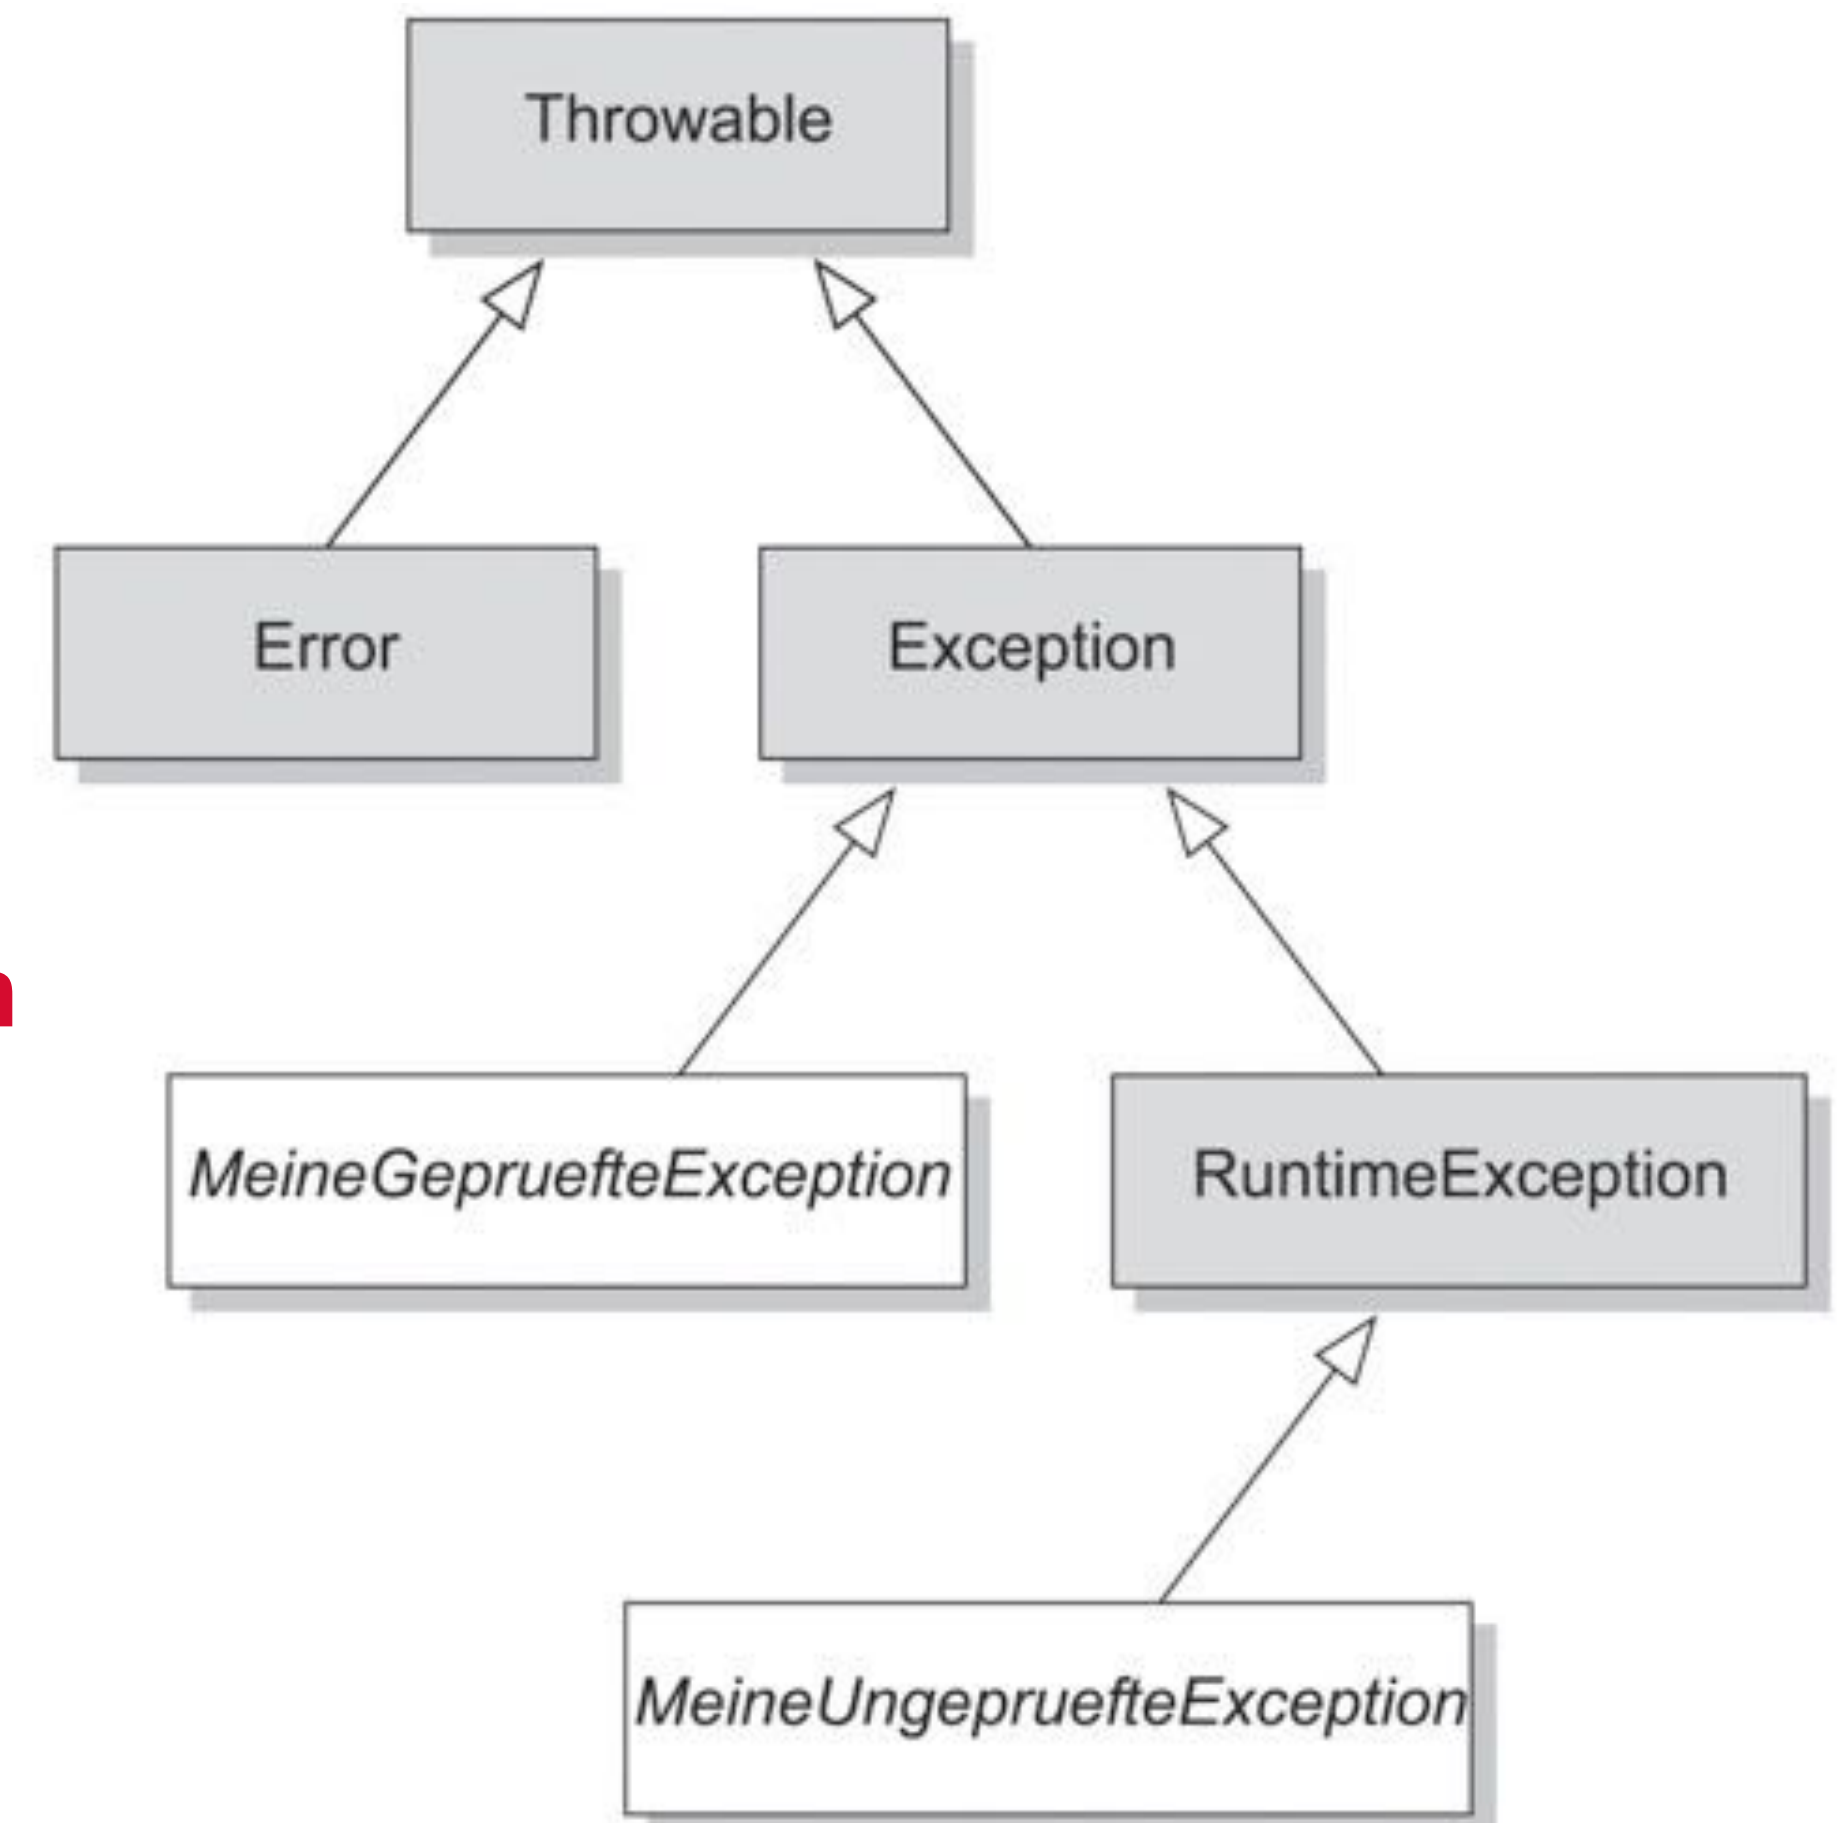 Throwable
Error
Exception
n
MeineGepruefteException
RuntimeException
MeineUngepruefteException